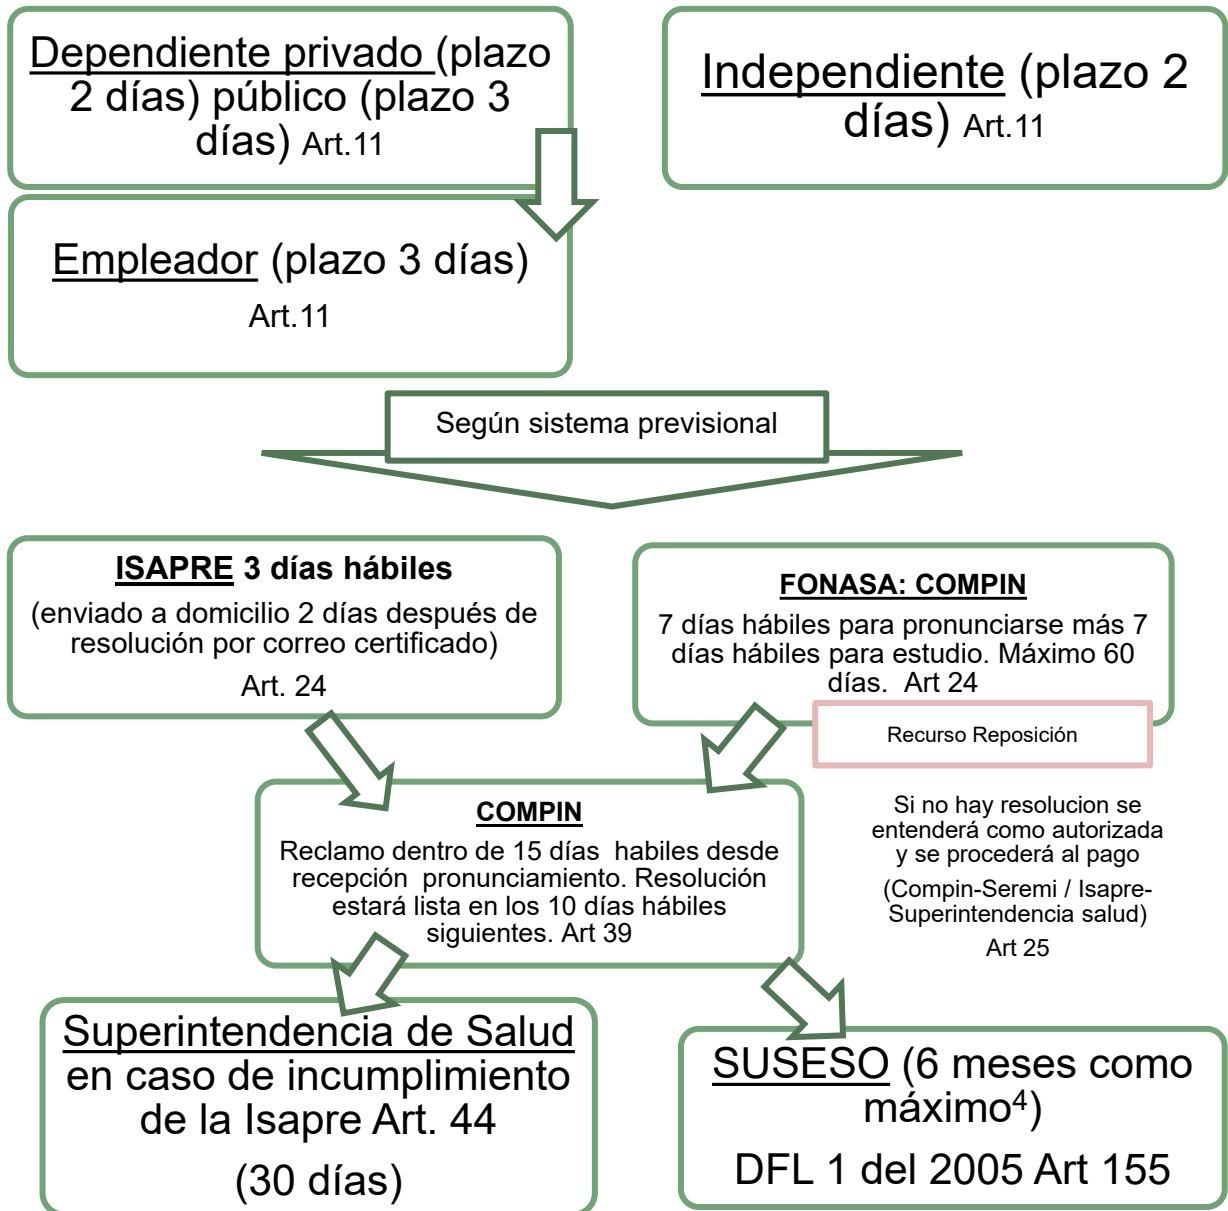 Dependiente privado (plazo
2 días) público (plazo 3
días) Art.11
Independiente (plazo 2
días) Art.11
Empleador (plazo 3 días)
Art.11
Según sistema previsional
ISAPRE 3 días hábiles
(enviado a domicilio 2 días después de
resolución por correo certificado)
Art. 24
FONASA: COMPIN
7 días hábiles para pronunciarse más 7
días hábiles para estudio. Máximo 60
días. Art 24
Recurso Reposición
Si no hay resolucion se
entenderá como autorizada
y se procederá al pago
(Compin-Seremi / Isapre-
Superintendencia salud)
Art 25
COMPIN
Reclamo dentro de 15 días habiles desde
recepción pronunciamiento. Resolución
estará lista en los 10 días hábiles
siguientes. Art 39
Superintendencia de Salud
en caso de incumplimiento
de la Isapre Art. 44
(30 días)
SUSESO (6 meses como
máximo⁴)
DFL 1 del 2005 Art 155